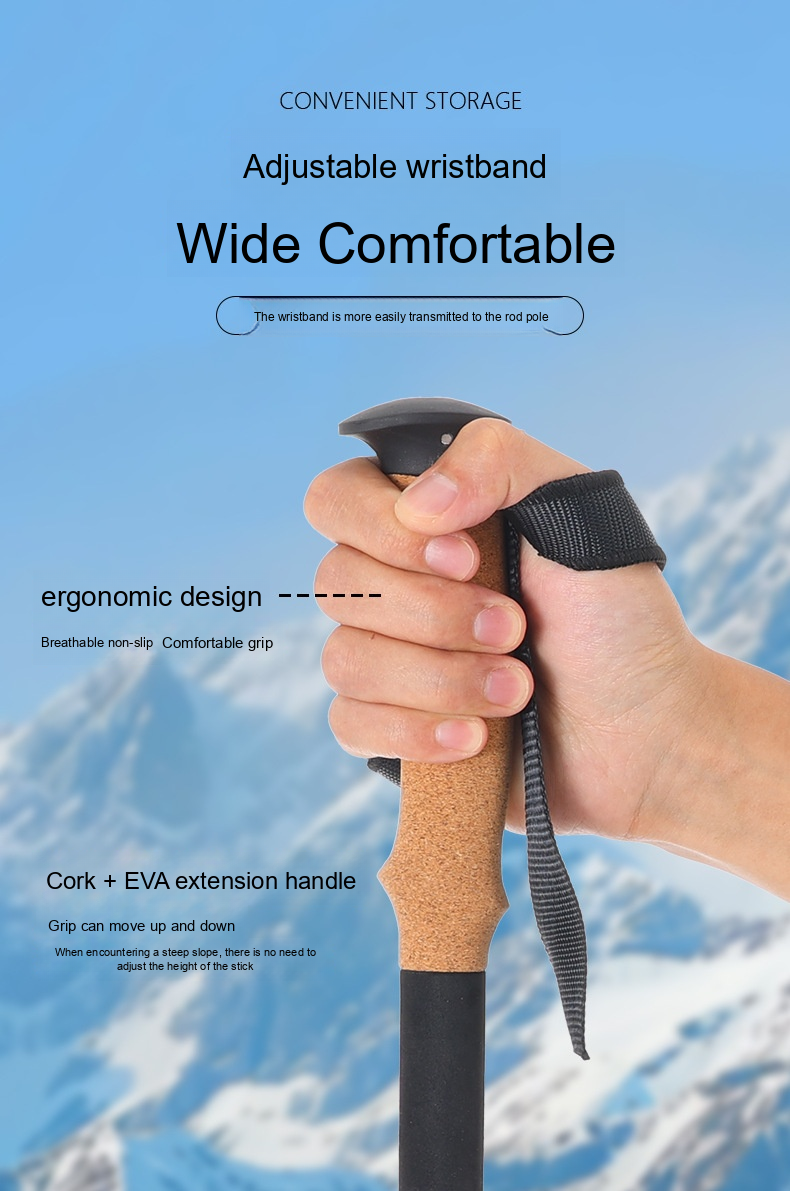 CONVENIENT STORAGE
Adjustable wristband
Wide Comfortable
The wristband is more easily transmitted to the rod pole
ergonomic design
Breathable non-slip Comfortable grip
Cork + EVA extension handle
Grip can move up and down
When encountering a steep slope, there is no need to
adjust the height of the stick